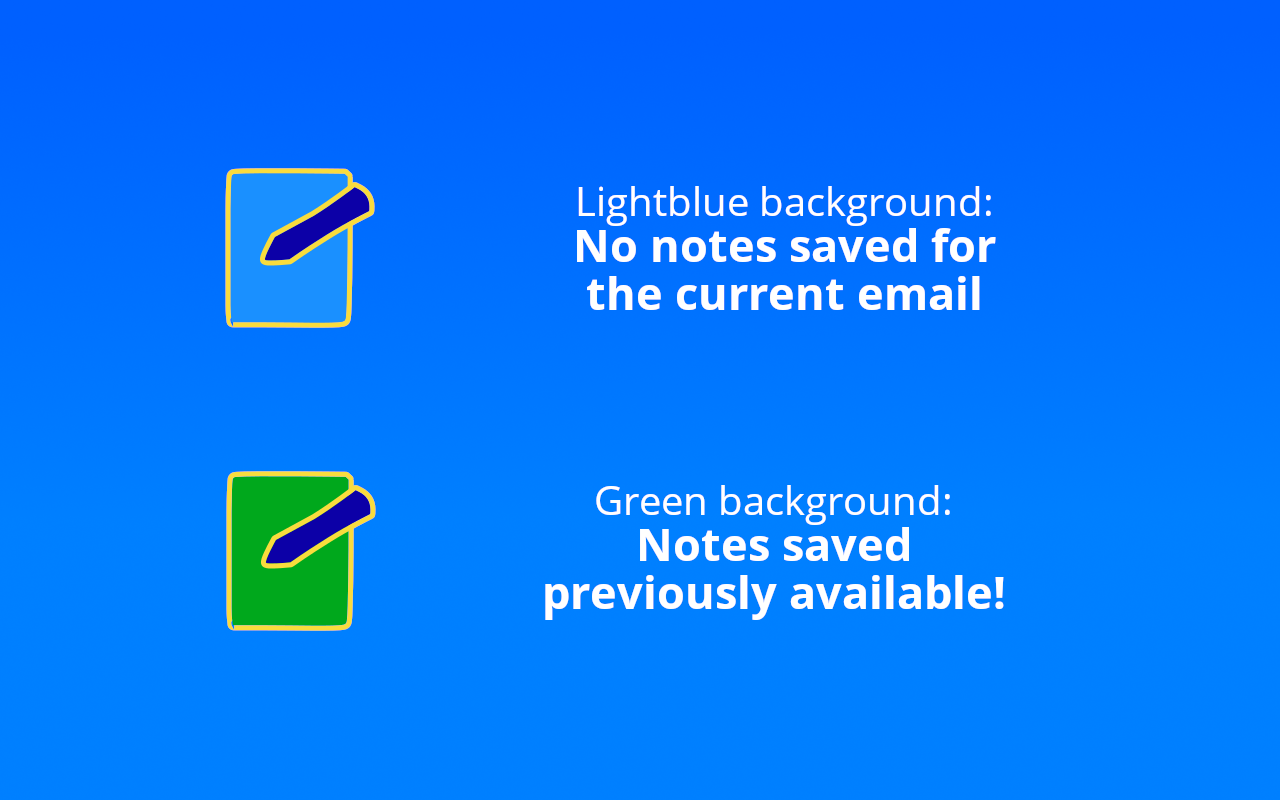 Lightblue background:
No notes saved for
the current email
Green background:
Notes saved
previously available!